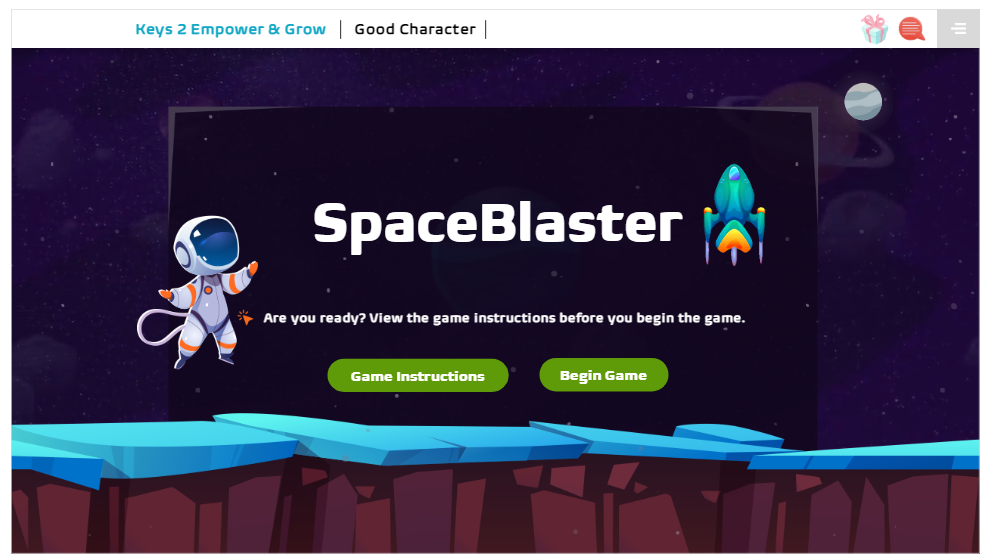 Keys 2 Empower & Grow | Good Character |
SpaceBlaster
Are you ready? View the game instructions before you begin the game.
Game Instructions
Begin Game